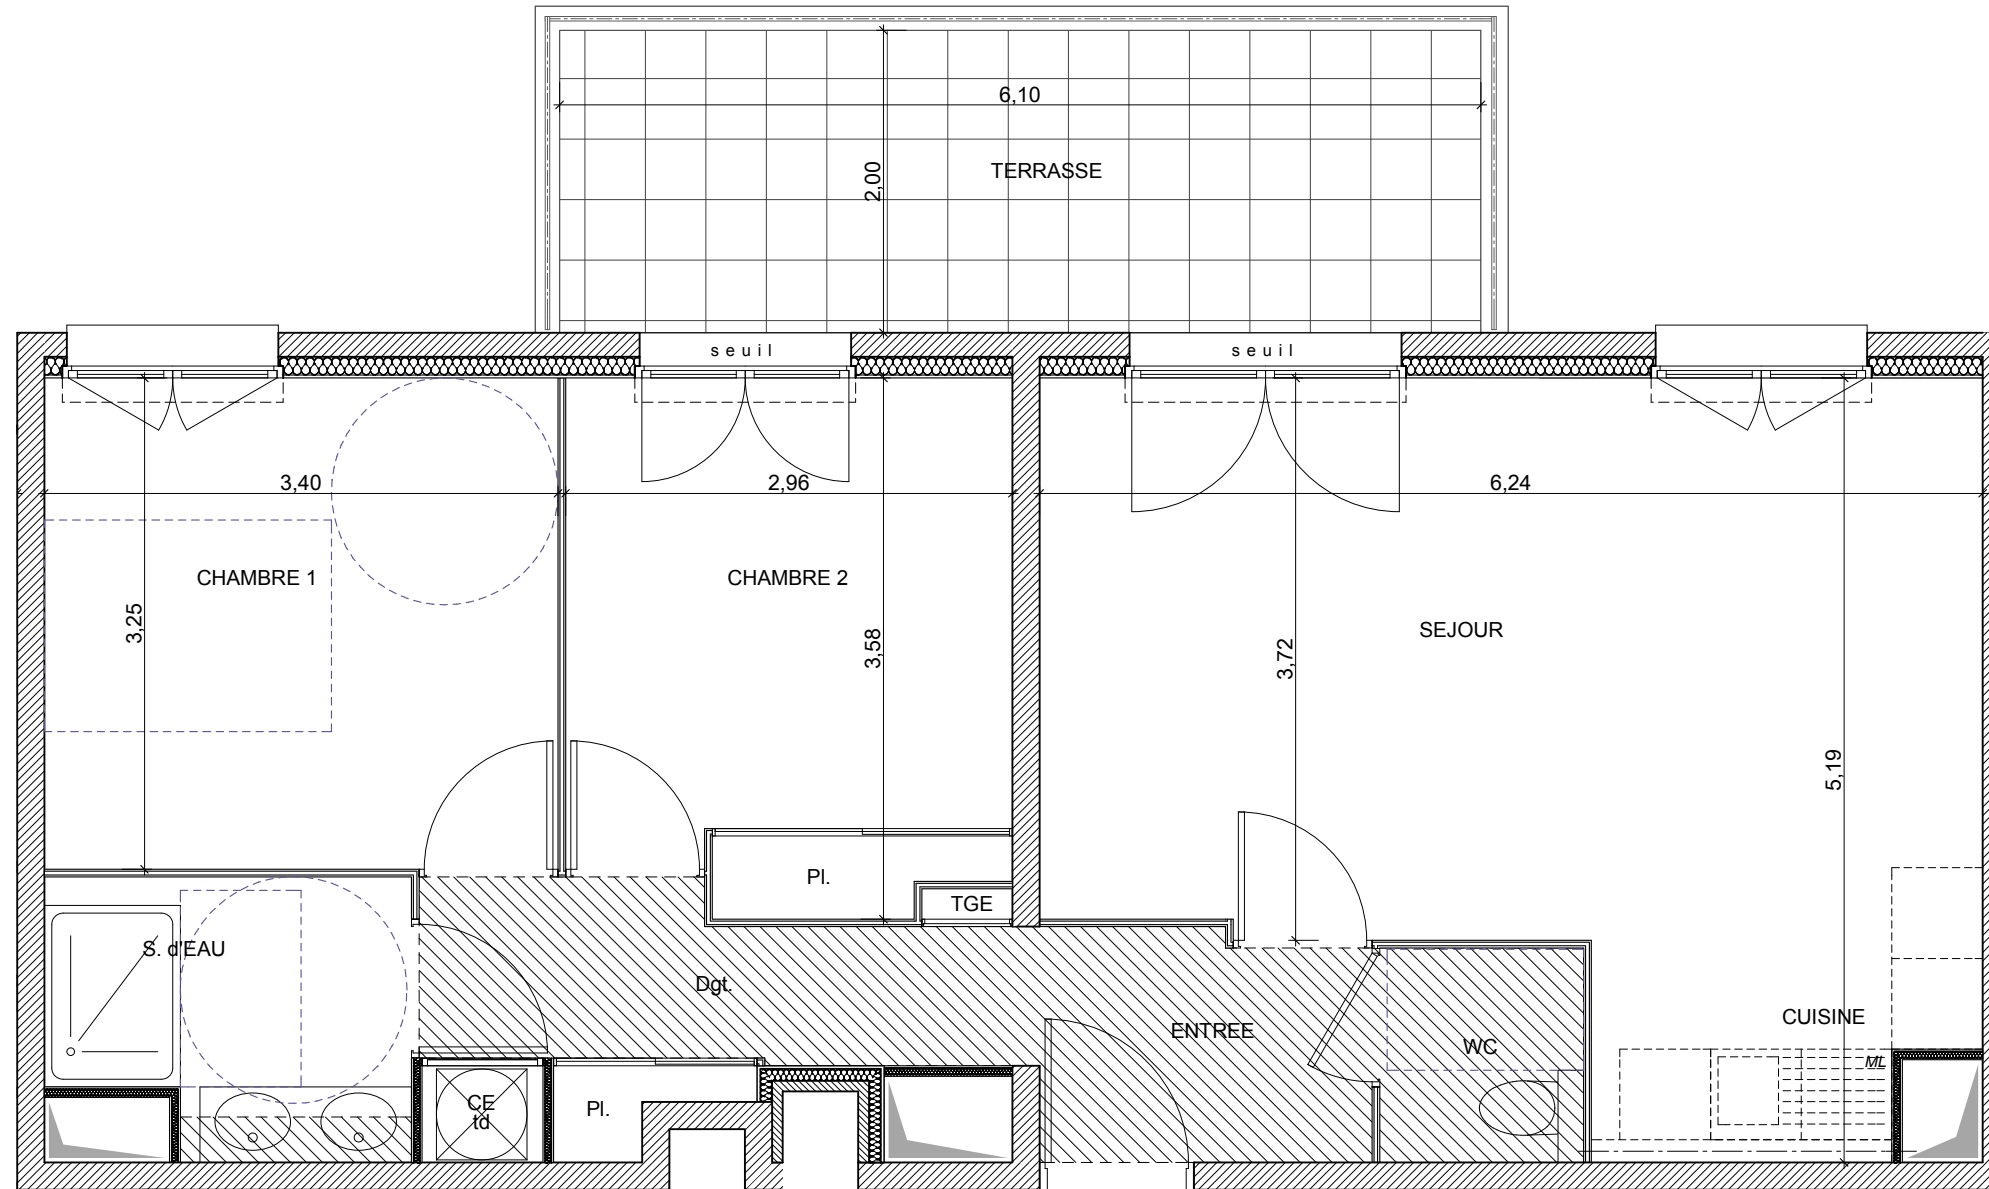 6,10
2,00
TERRASSE
seuil
seuil
3,40
2,96
6,24
CHAMBRE 1
CHAMBRE 2
3,25
3,58
SEJOUR
3,72
5,19
Pl.
TGE
S. d'EAU
Dgt.
ENTREE
WC
CUISINE
ML
CE
td
Pl.